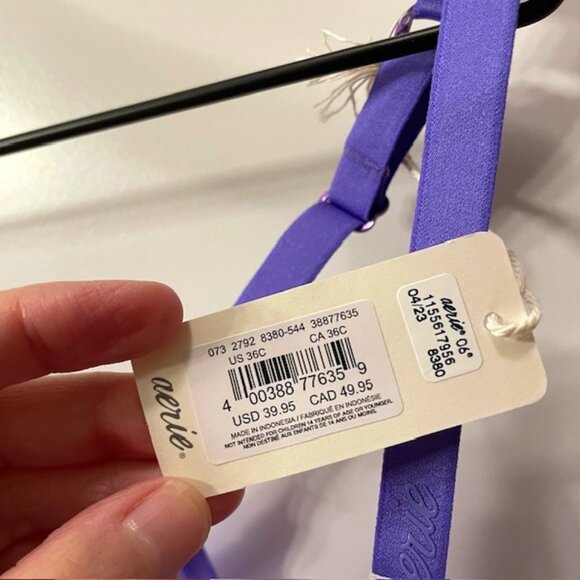 aerie®
073 2792 8380-544 38877635
US 36C CA 36C
4 00388 77635 9
USD 39.95 CAD 49.95
MADE IN INDONESIA / FABRIQUÉ EN INDONÉSIE
NOT INTENDED FOR CHILDREN 14 YEARS OF AGE OR YOUNGER.
NON DESTINÉ AUX ENFANTS DE 14 ANS OU MOINS.
aerie® 06®
1155617956
04/23 8380
aerie